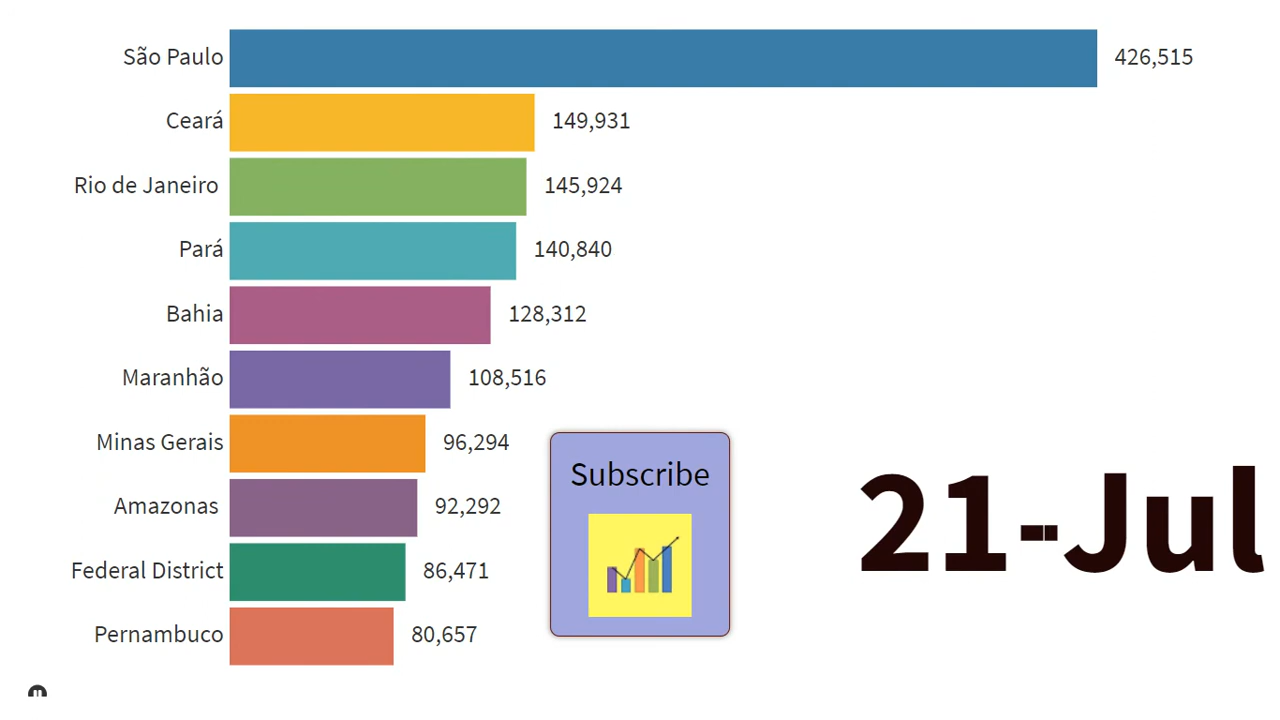 São Paulo 426,515
Ceará 149,931
Rio de Janeiro 145,924
Pará 140,840
Bahia 128,312
Maranhão 108,516
Minas Gerais 96,294
Amazonas 92,292
Federal District 86,471
Pernambuco 80,657
Subscribe
21-Jul